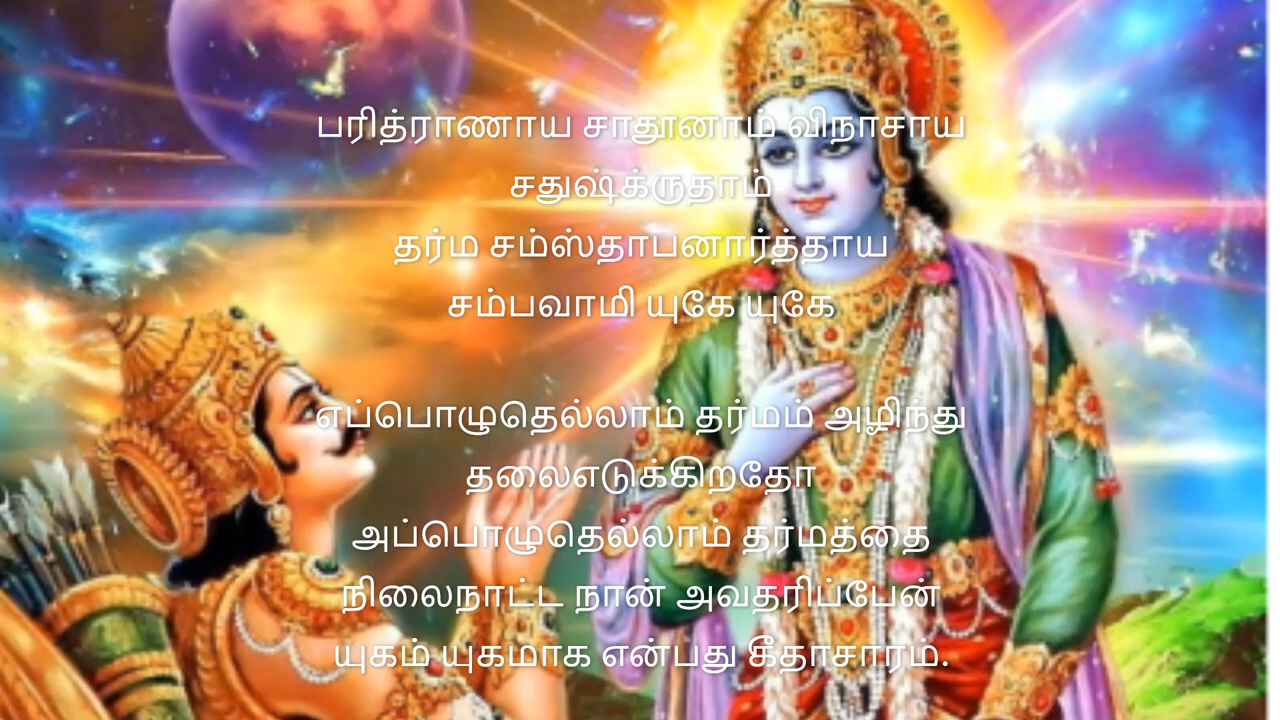 பரித்ராணாய சாதூனாம் விநாசாய
சதுஷ்க்ருதாம்
தர்ம சம்ஸ்தாபனார்த்தாய
சம்பவாமி யுகே யுகே
எப்பொழுதெல்லாம் தர்மம் அழிந்து
தலைஎடுக்கிறதோ
அப்பொழுதெல்லாம் தர்மத்தை
நிலைநாட்ட நான் அவதரிப்பேன்
யுகம் யுகமாக என்பது கீதாசாரம்.